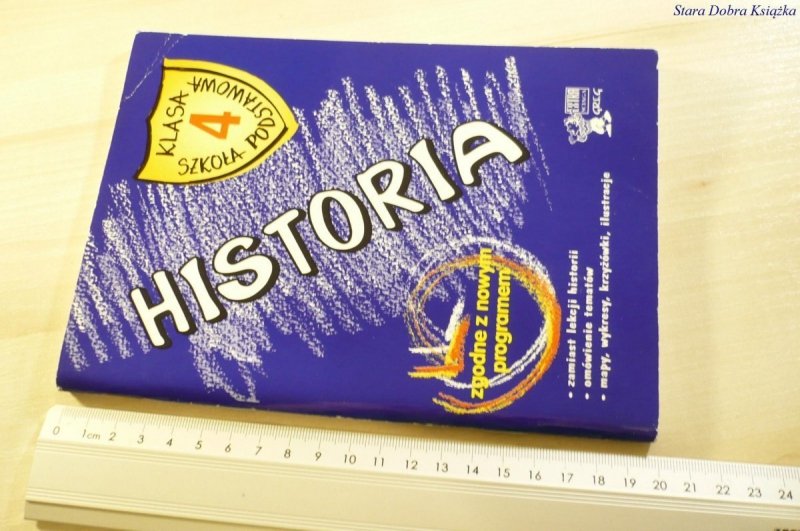 Stara Dobra Książka
KLASA
4
SZKOŁA PODSTAWOWA
HISTORIA
GREG
zgodne z nowym
programem
• zamiast lekcji historii
• omówienie tematów
• mapy, wykresy, krzyżówki, ilustracje
0 1cm 2 3 4 5 6 7 8 9 10 11 12 13 14 15 16 17 18 19 20 21 22 23 24